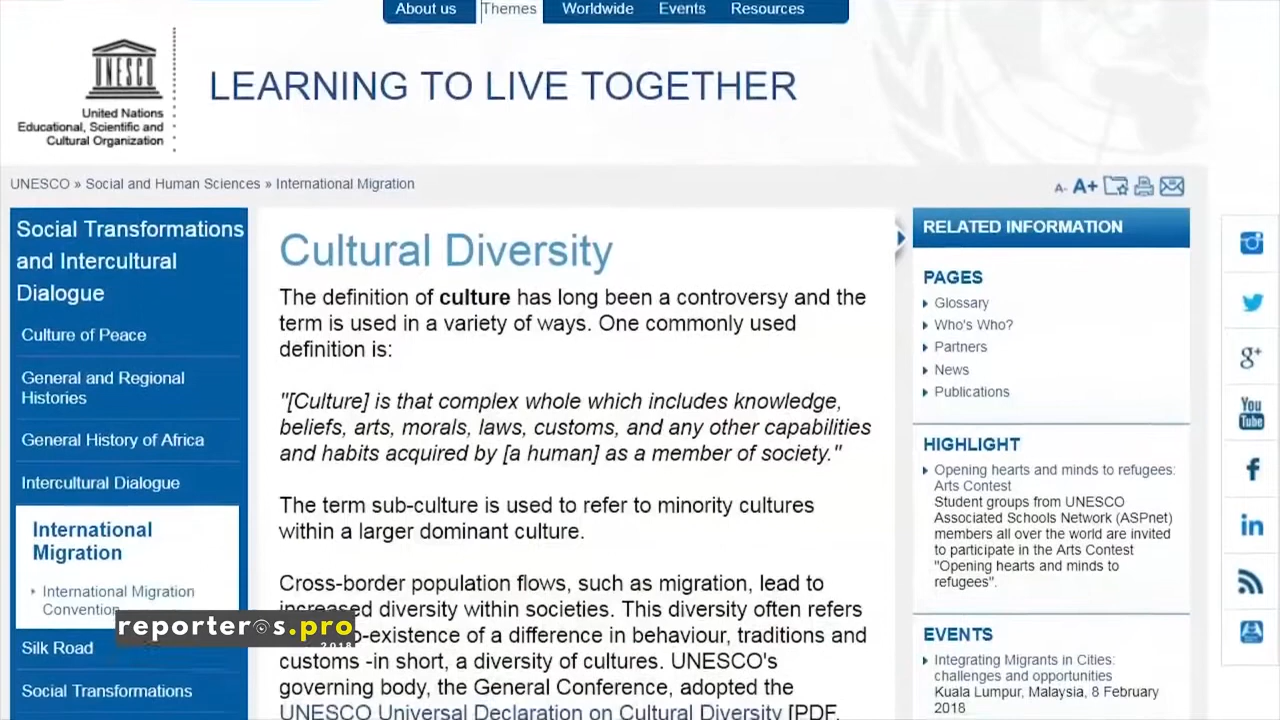 About us Themes Worldwide Events Resources
UNESCO
United Nations
Educational, Scientific and
Cultural Organization
LEARNING TO LIVE TOGETHER
UNESCO » Social and Human Sciences » International Migration
A- A+
Social Transformations
and Intercultural
Dialogue
Culture of Peace
General and Regional
Histories
General History of Africa
Intercultural Dialogue
International
Migration
International Migration
Convention
Silk Road
Social Transformations
Cultural Diversity
The definition of culture has long been a controversy and the
term is used in a variety of ways. One commonly used
definition is:
"[Culture] is that complex whole which includes knowledge,
beliefs, arts, morals, laws, customs, and any other capabilities
and habits acquired by [a human] as a member of society."
The term sub-culture is used to refer to minority cultures
within a larger dominant culture.
Cross-border population flows, such as migration, lead to
increased diversity within societies. This diversity often refers
o-existence of a difference in behaviour, traditions and
customs -in short, a diversity of cultures. UNESCO's
governing body, the General Conference, adopted the
UNESCO Universal Declaration on Cultural Diversity [PDF,
RELATED INFORMATION
PAGES
Glossary
Who's Who?
Partners
News
Publications
HIGHLIGHT
Opening hearts and minds to refugees:
Arts Contest
Student groups from UNESCO
Associated Schools Network (ASPnet)
members all over the world are invited
to participate in the Arts Contest
"Opening hearts and minds to
refugees".
EVENTS
Integrating Migrants in Cities:
challenges and opportunities
Kuala Lumpur, Malaysia, 8 February
2018
g+
You
Tube
f
in
reporteros.pro
2018